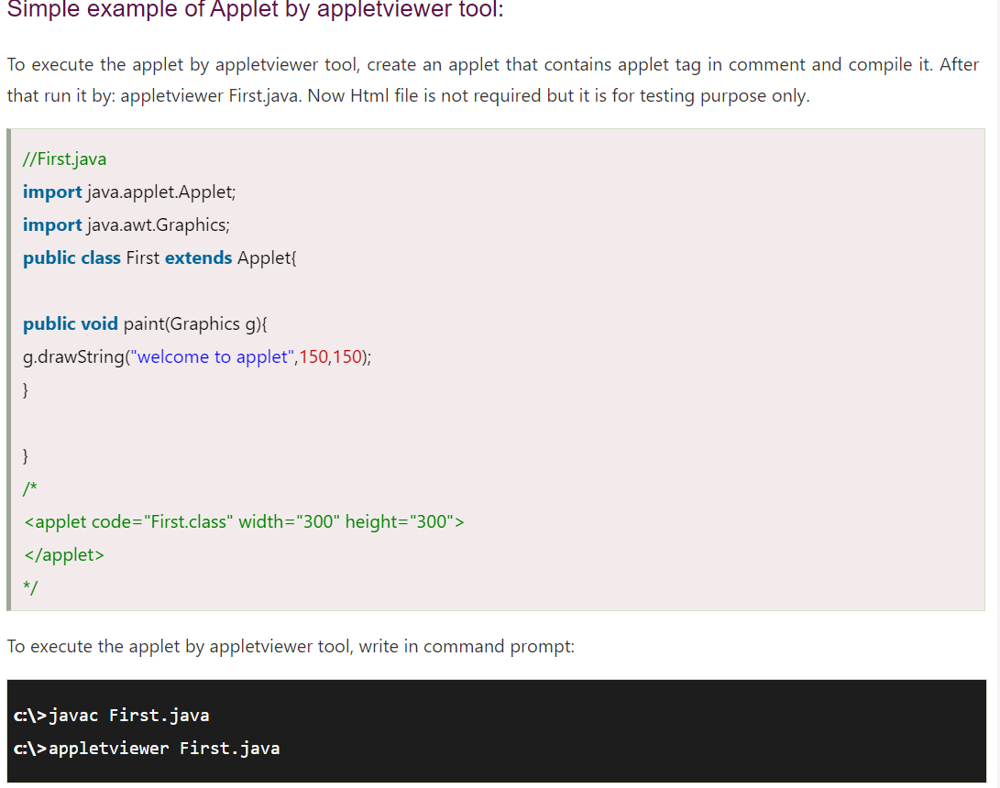 Simple example of Applet by appletviewer tool:
To execute the applet by appletviewer tool, create an applet that contains applet tag in comment and compile it. After
that run it by: appletviewer First.java. Now Html file is not required but it is for testing purpose only.
//First.java
import java.applet.Applet;
import java.awt.Graphics;
public class First extends Applet{
public void paint(Graphics g){
g.drawString("welcome to applet",150,150);
}
}
/*
<applet code="First.class" width="300" height="300">
</applet>
*/
To execute the applet by appletviewer tool, write in command prompt:
c:\>javac First.java
c:\>appletviewer First.java